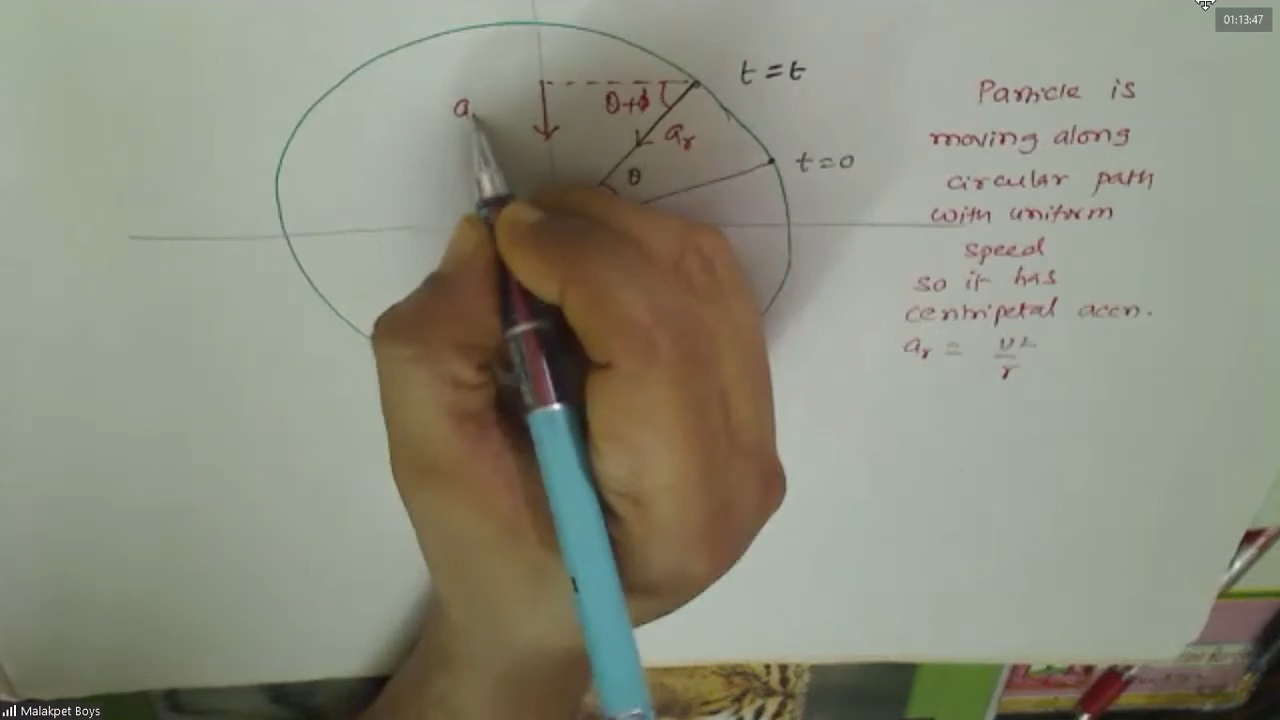 01:13:47
t = t
θ+φ
a
aᵣ
t = 0
θ
Particle is
moving along
circular path
with uniform
speed
so it has
centripetal accn.
aᵣ = v²/r
Malakpet Boys